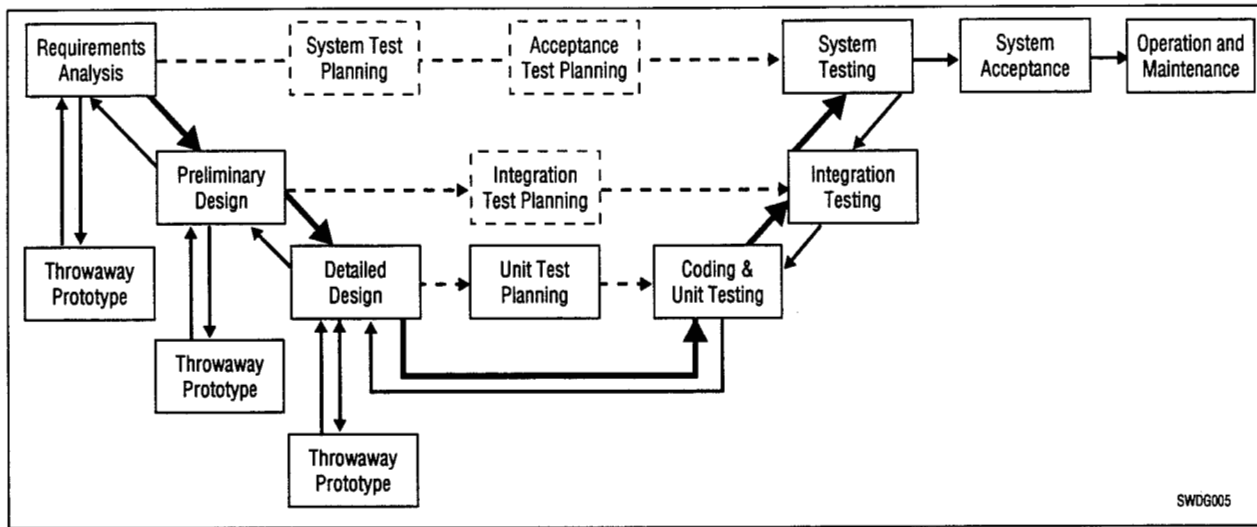 Requirements
Analysis
System Test
Planning
Acceptance
Test Planning
System
Testing
System
Acceptance
Operation and
Maintenance
Preliminary
Design
Integration
Test Planning
Integration
Testing
Throwaway
Prototype
Detailed
Design
Unit Test
Planning
Coding &
Unit Testing
Throwaway
Prototype
Throwaway
Prototype
SWDG005